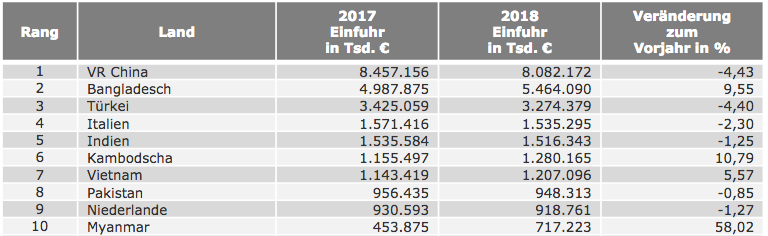 Rang Land 2017 Einfuhr in Tsd. € 2018 Einfuhr in Tsd. € Veränderung zum Vorjahr in %
1 VR China 8.457.156 8.082.172 -4,43
2 Bangladesch 4.987.875 5.464.090 9,55
3 Türkei 3.425.059 3.274.379 -4,40
4 Italien 1.571.416 1.535.295 -2,30
5 Indien 1.535.584 1.516.343 -1,25
6 Kambodscha 1.155.497 1.280.165 10,79
7 Vietnam 1.143.419 1.207.096 5,57
8 Pakistan 956.435 948.313 -0,85
9 Niederlande 930.593 918.761 -1,27
10 Myanmar 453.875 717.223 58,02